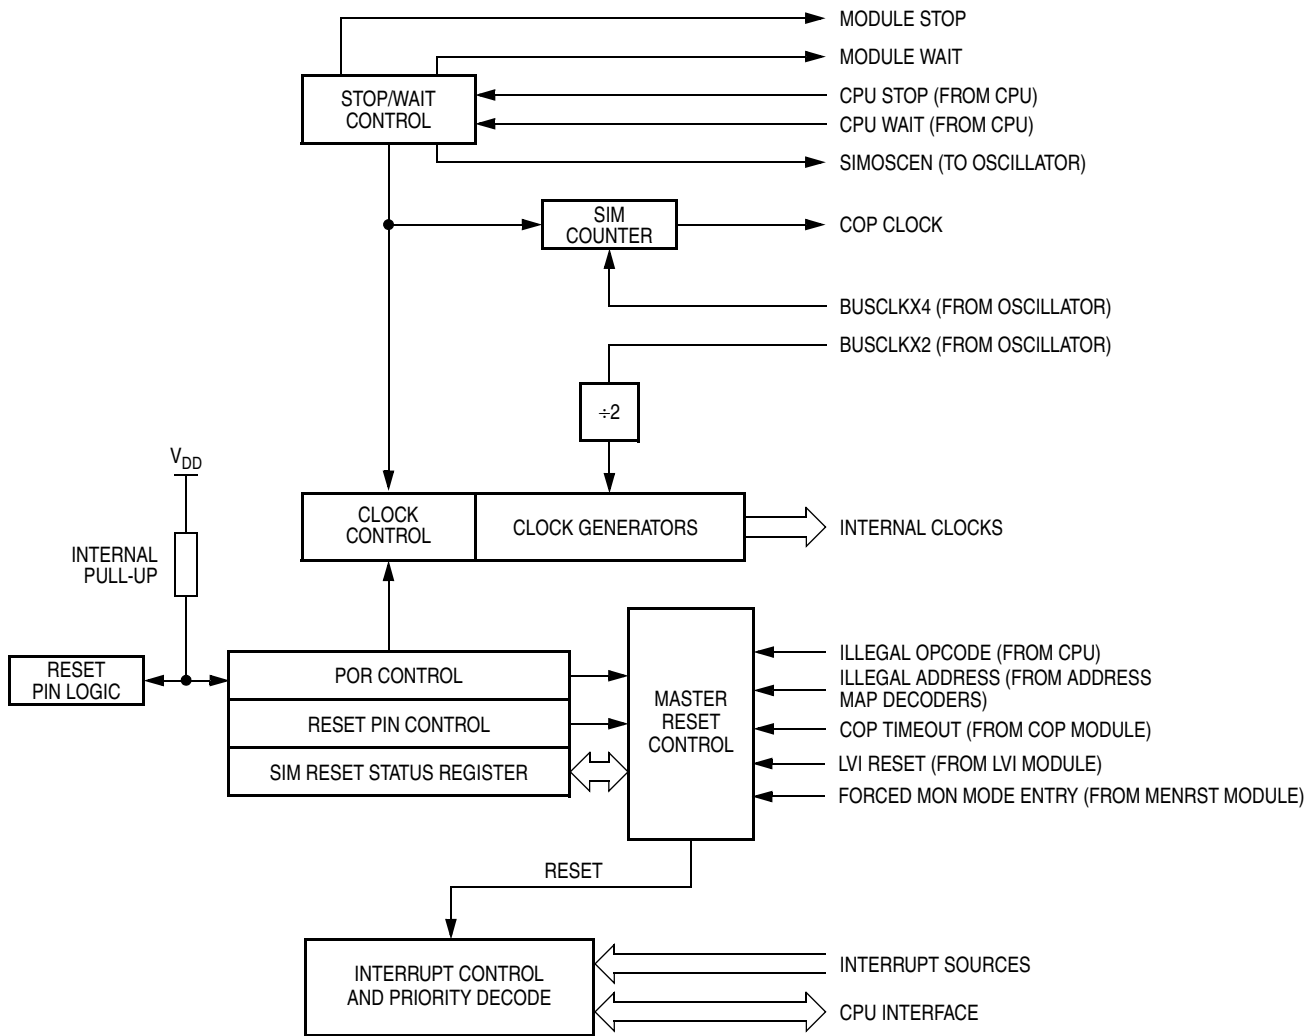 MODULE STOP
MODULE WAIT
STOP/WAIT
CONTROL
CPU STOP (FROM CPU)
CPU WAIT (FROM CPU)
SIMOSCEN (TO OSCILLATOR)
SIM
COUNTER
COP CLOCK
BUSCLKX4 (FROM OSCILLATOR)
BUSCLKX2 (FROM OSCILLATOR)
÷2
VDD
CLOCK
CONTROL
CLOCK GENERATORS
INTERNAL CLOCKS
INTERNAL
PULL-UP
RESET
PIN LOGIC
POR CONTROL
RESET PIN CONTROL
SIM RESET STATUS REGISTER
MASTER
RESET
CONTROL
ILLEGAL OPCODE (FROM CPU)
ILLEGAL ADDRESS (FROM ADDRESS
MAP DECODERS)
COP TIMEOUT (FROM COP MODULE)
LVI RESET (FROM LVI MODULE)
FORCED MON MODE ENTRY (FROM MENRST MODULE)
RESET
INTERRUPT CONTROL
AND PRIORITY DECODE
INTERRUPT SOURCES
CPU INTERFACE